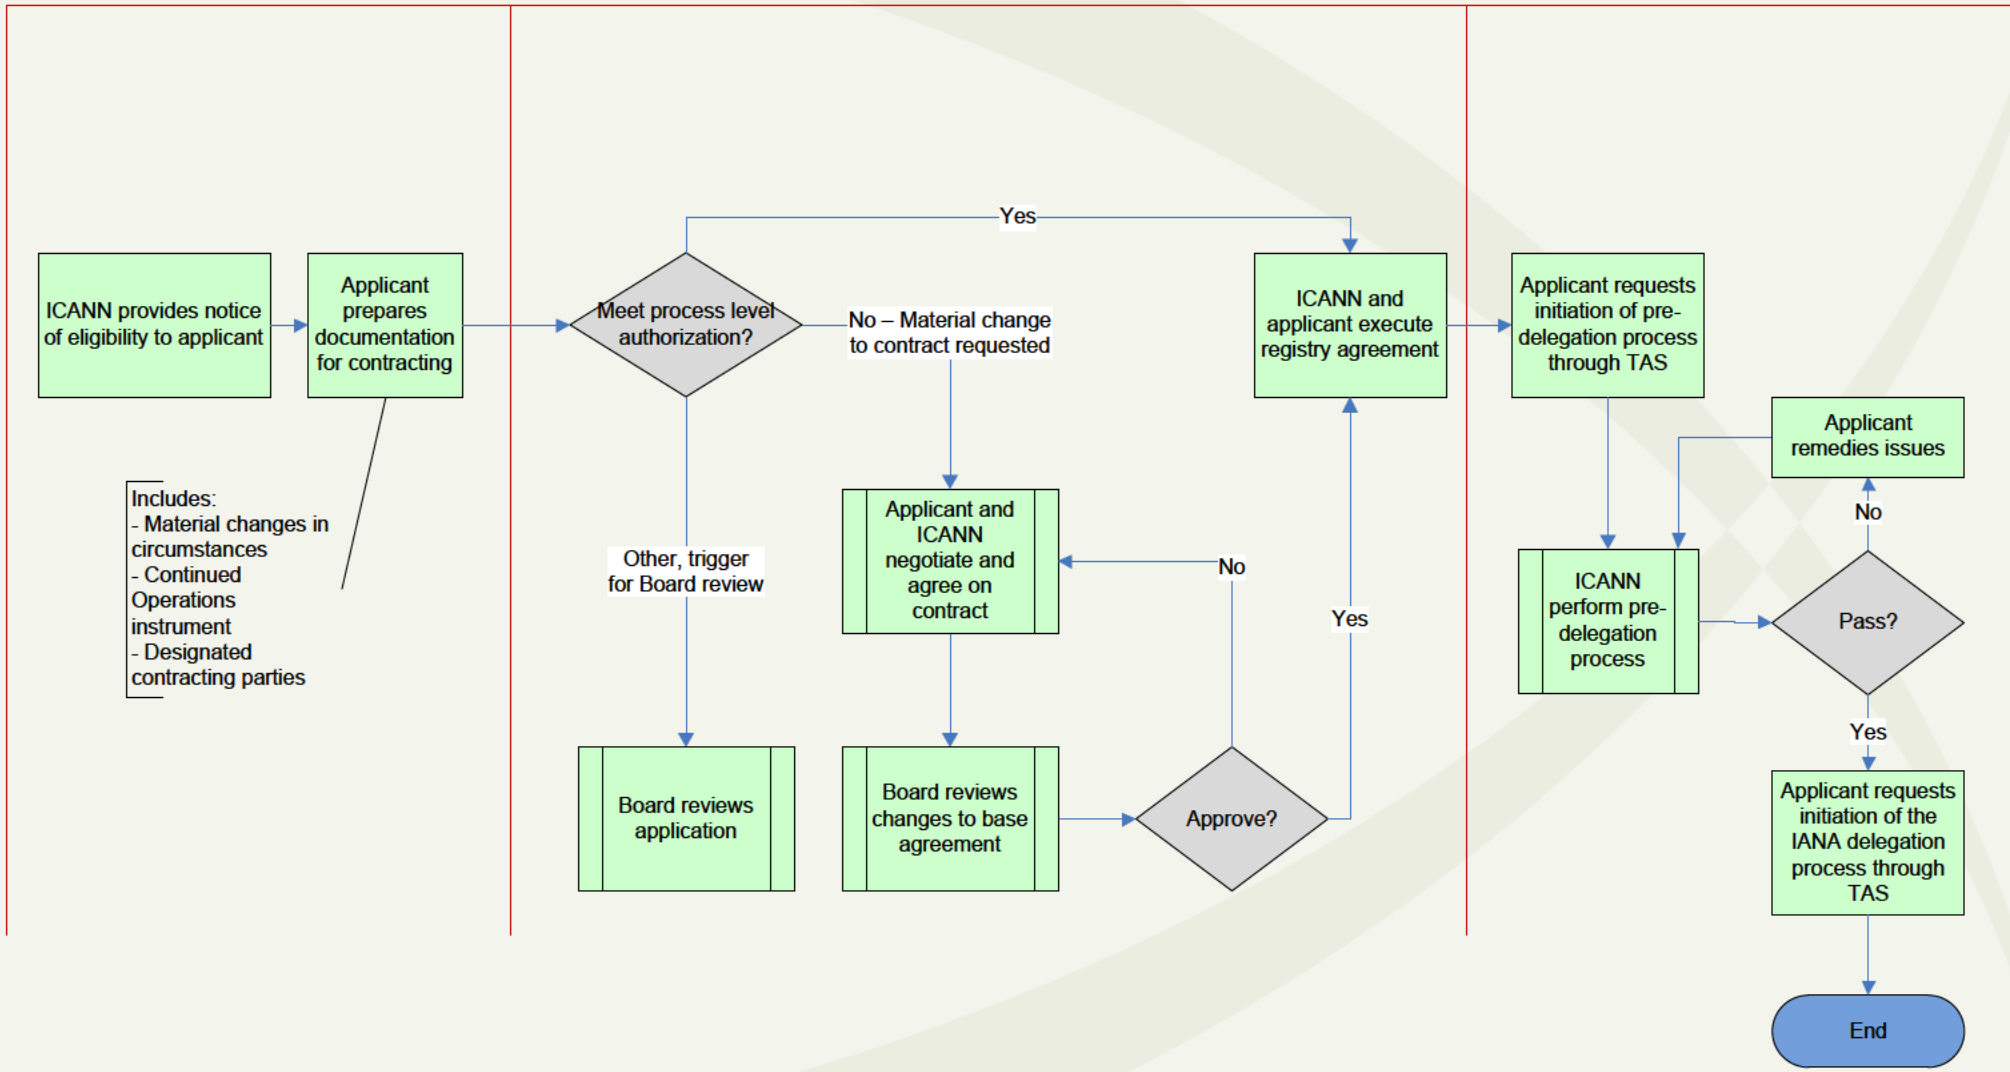 ICANN provides notice
of eligibility to applicant
Applicant
prepares
documentation
for contracting
Includes:
- Material changes in
circumstances
- Continued
Operations
instrument
- Designated
contracting parties
Meet process level
authorization?
Yes
No – Material change
to contract requested
Other, trigger
for Board review
Board reviews
application
Applicant and
ICANN
negotiate and
agree on
contract
Board reviews
changes to base
agreement
Approve?
No
Yes
ICANN and
applicant execute
registry agreement
Applicant requests
initiation of pre-
delegation process
through TAS
ICANN
perform pre-
delegation
process
Pass?
No
Applicant
remedies issues
Yes
Applicant requests
initiation of the
IANA delegation
process through
TAS
End